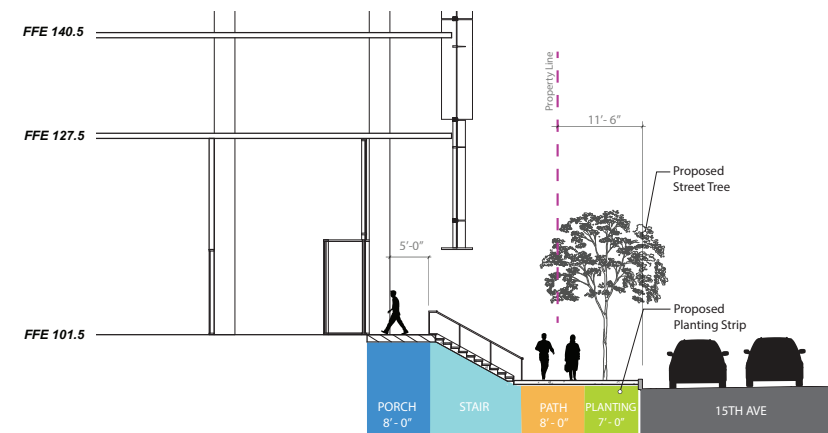 FFE 140.5
Property Line
11'- 6"
FFE 127.5
Proposed
Street Tree
5'-0"
Proposed
Planting Strip
FFE 101.5
PORCH
8' - 0"
STAIR
PATH
8' - 0"
PLANTING
7' - 0"
15TH AVE